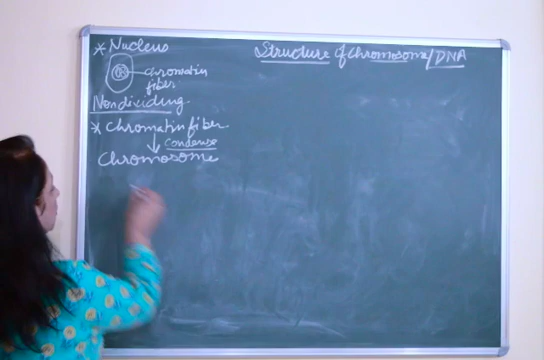 * Nucleus
Structure of Chromosome/DNA
chromatin
fiber
Nondividing
* Chromatin fiber
Condense
Chromosome